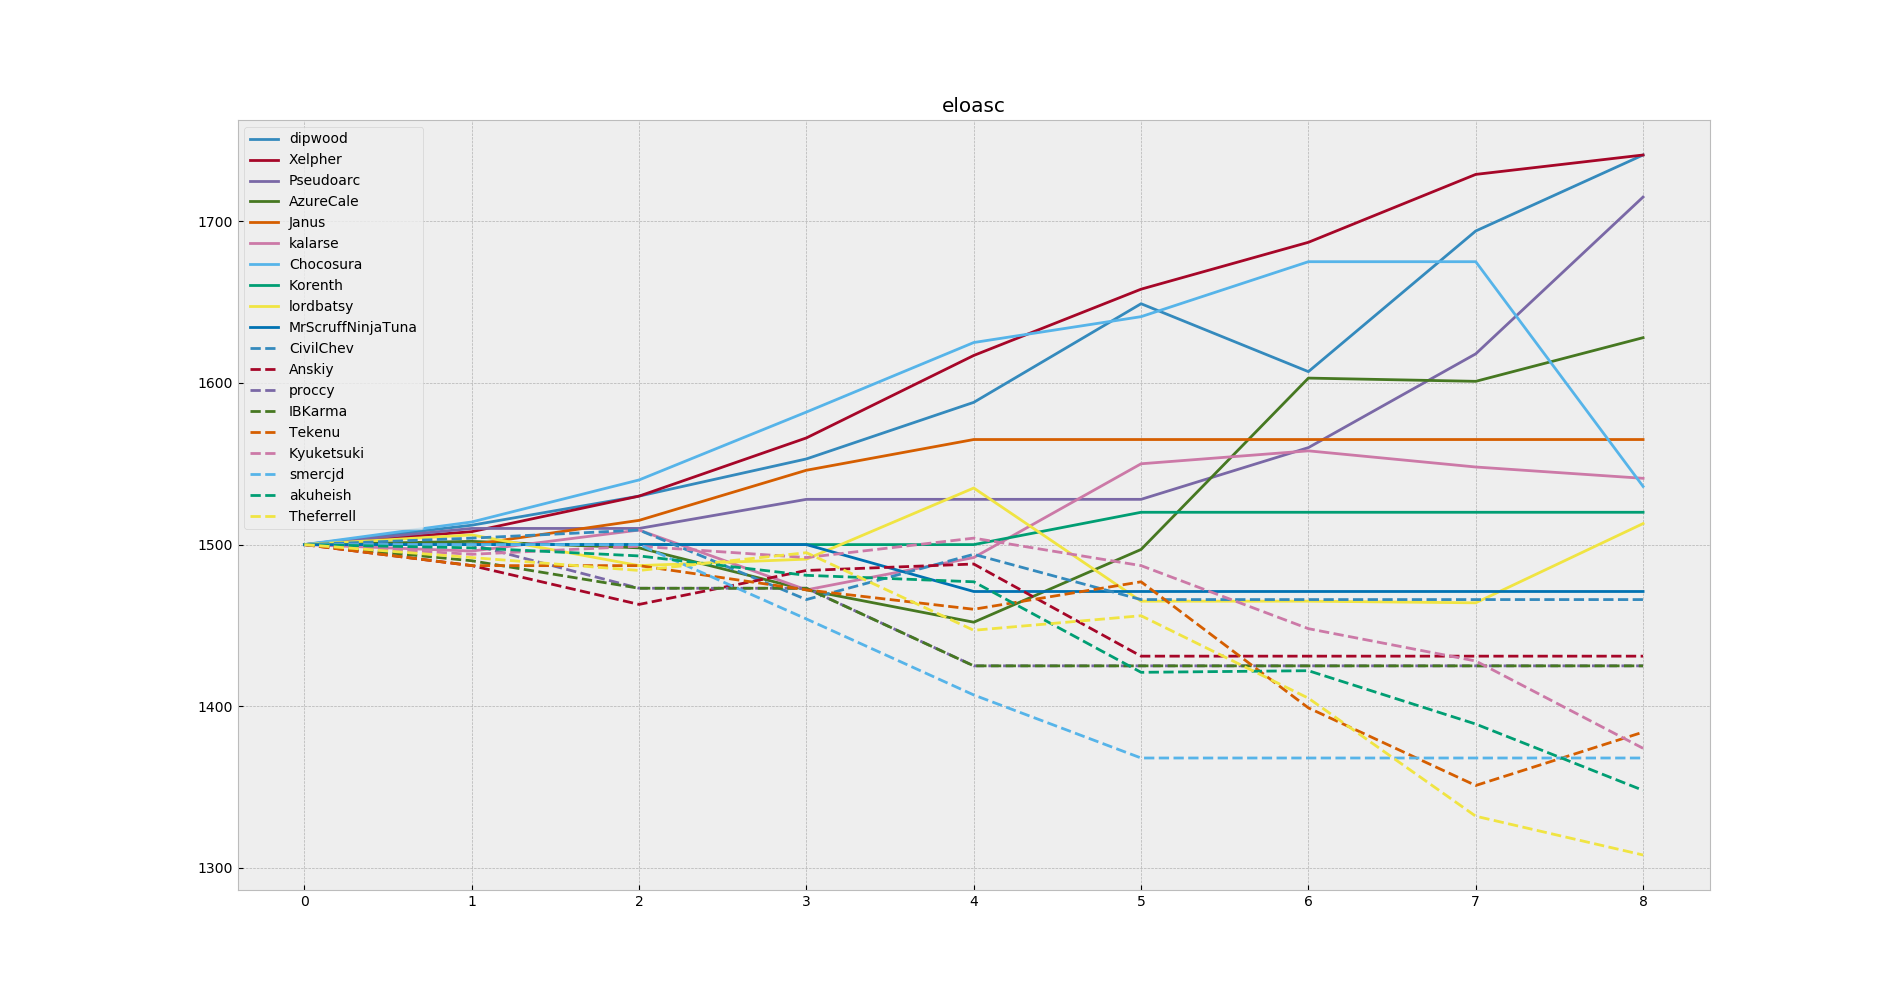 eloasc
dipwood
Xelpher
Pseudoarc
AzureCale
Janus
kalarse
Chocosura
Korenth
lordbatsy
MrScruffNinjaTuna
CivilChev
Anskiy
proccy
IBKarma
Tekenu
Kyuketsuki
smercjd
akuheish
Theferrell
1700
1600
1500
1400
1300
0 1 2 3 4 5 6 7 8